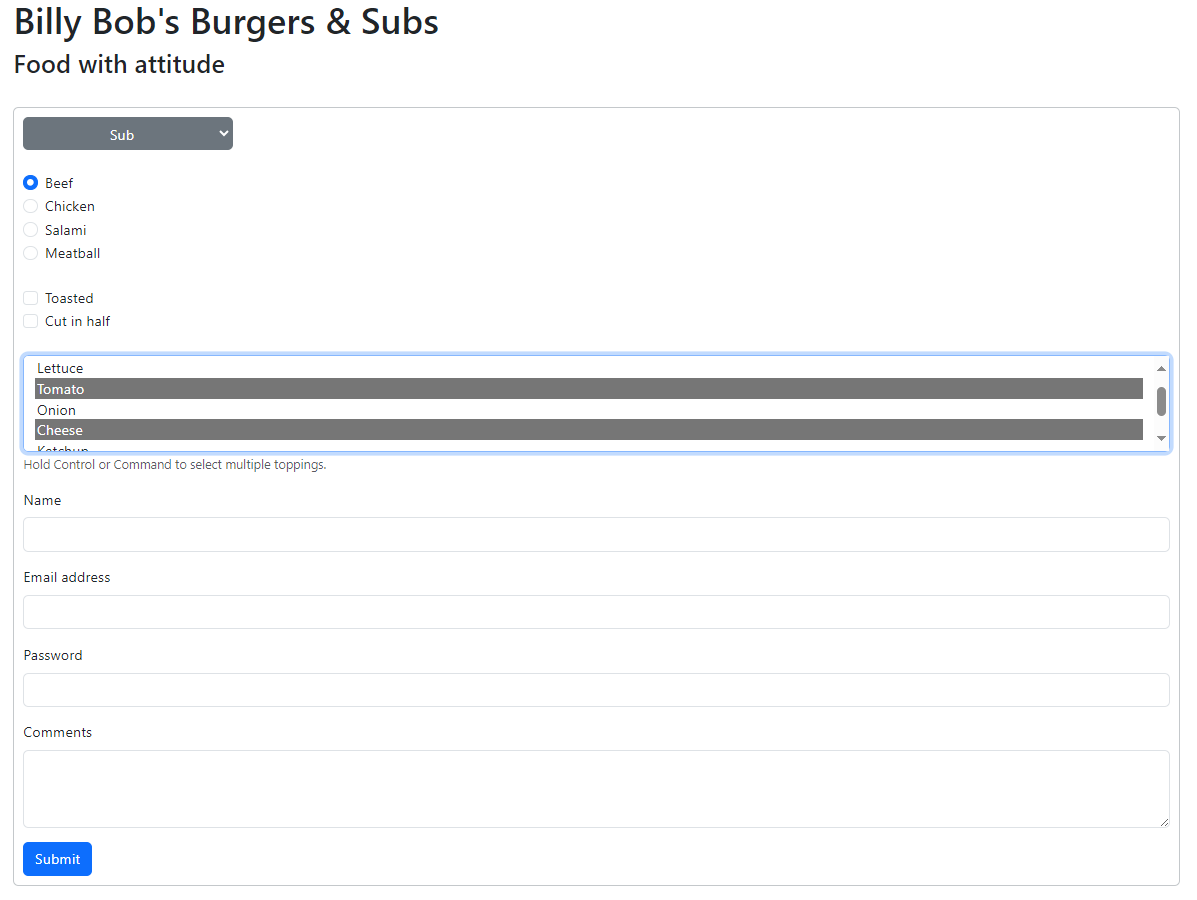 Billy Bob's Burgers & Subs
Food with attitude
Sub
Beef
Chicken
Salami
Meatball
Toasted
Cut in half
Lettuce
Tomato
Onion
Cheese
Ketchup
Hold Control or Command to select multiple toppings.
Name
Email address
Password
Comments
Submit